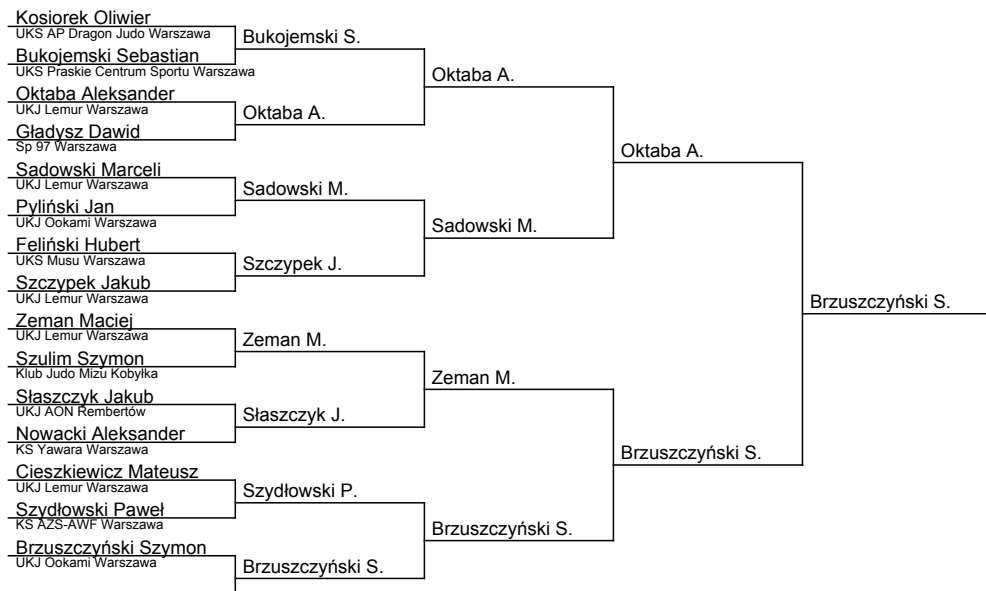 Kosiorek Oliwier
UKS AP Dragon Judo Warszawa
Bukojemski S.
Bukojemski Sebastian
UKS Praskie Centrum Sportu Warszawa
Oktaba A.
Oktaba Aleksander
UKJ Lemur Warszawa
Oktaba A.
Gładysz Dawid
Sp 97 Warszawa
Oktaba A.
Sadowski Marceli
UKJ Lemur Warszawa
Sadowski M.
Pyliński Jan
UKJ Ookami Warszawa
Sadowski M.
Feliński Hubert
UKS Musu Warszawa
Szczypek J.
Szczypek Jakub
UKJ Lemur Warszawa
Brzuszczyński S.
Zeman Maciej
UKJ Lemur Warszawa
Zeman M.
Szulim Szymon
Klub Judo Mizu Kobyłka
Zeman M.
Słaszczyk Jakub
UKJ AON Rembertów
Słaszczyk J.
Nowacki Aleksander
KS Yawara Warszawa
Brzuszczyński S.
Cieszkiewicz Mateusz
UKJ Lemur Warszawa
Szydłowski P.
Szydłowski Paweł
KS AZS-AWF Warszawa
Brzuszczyński S.
Brzuszczyński Szymon
UKJ Ookami Warszawa
Brzuszczyński S.